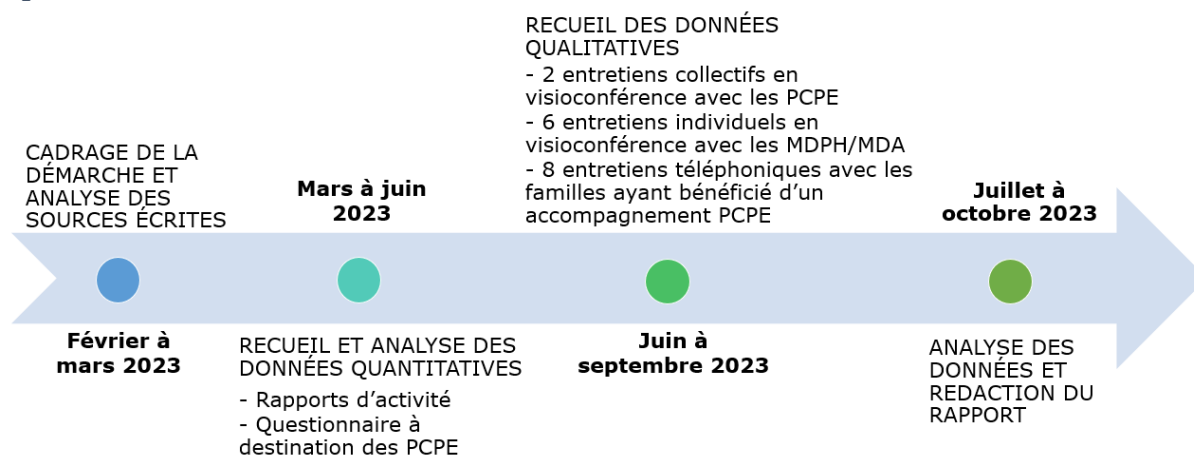 CADRAGE DE LA
DÉMARCHE ET
ANALYSE DES
SOURCES ÉCRITES
Février à
mars 2023
Mars à juin
2023
RECUEIL ET ANALYSE DES
DONNÉES QUANTITATIVES
- Rapports d’activité
- Questionnaire à
destination des PCPE
RECUEIL DES DONNÉES
QUALITATIVES
- 2 entretiens collectifs en
visioconférence avec les PCPE
- 6 entretiens individuels en
visioconférence avec les MDPH/MDA
- 8 entretiens téléphoniques avec les
familles ayant bénéficié d’un
accompagnement PCPE
Juin à
septembre 2023
Juillet à
octobre 2023
ANALYSE DES
DONNÉES ET
REDACTION DU
RAPPORT